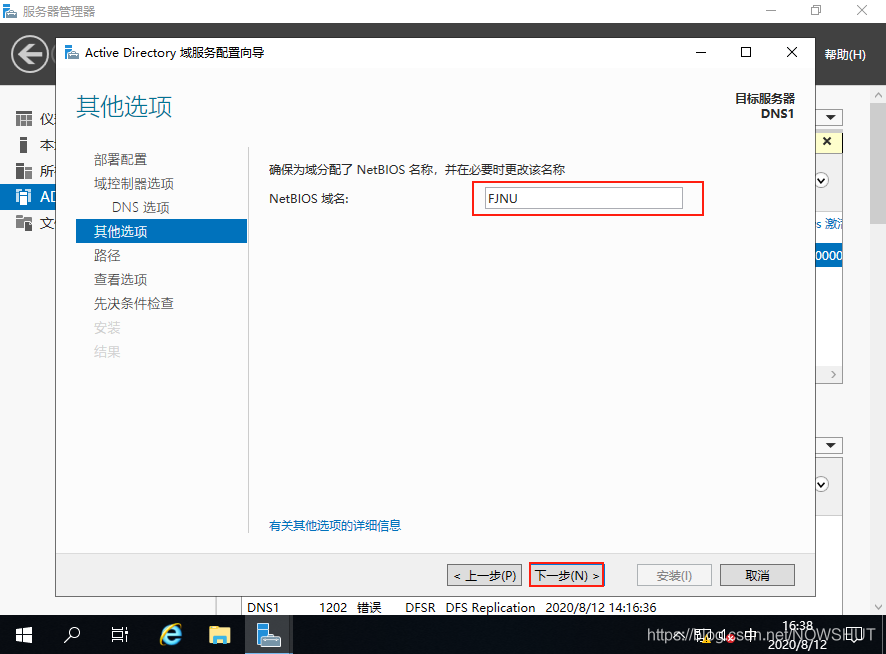 服务器管理器
Active Directory 域服务配置向导
帮助(H)
其他选项
目标服务器
DNS1
部署配置
域控制器选项
DNS 选项
其他选项
路径
查看选项
先决条件检查
安装
结果
确保为域分配了 NetBIOS 名称，并在必要时更改该名称
NetBIOS 域名:
FJNU
有关其他选项的详细信息
< 上一步(P)
下一步(N) >
安装(I)
取消
仪
本
所
AD
文
s 激活
0000
DNS1 1202 错误 DFSR DFS Replication 2020/8/12 14:16:36
中
16:38
2020/8/12
https://blog.csdn.net/NOWSHUT